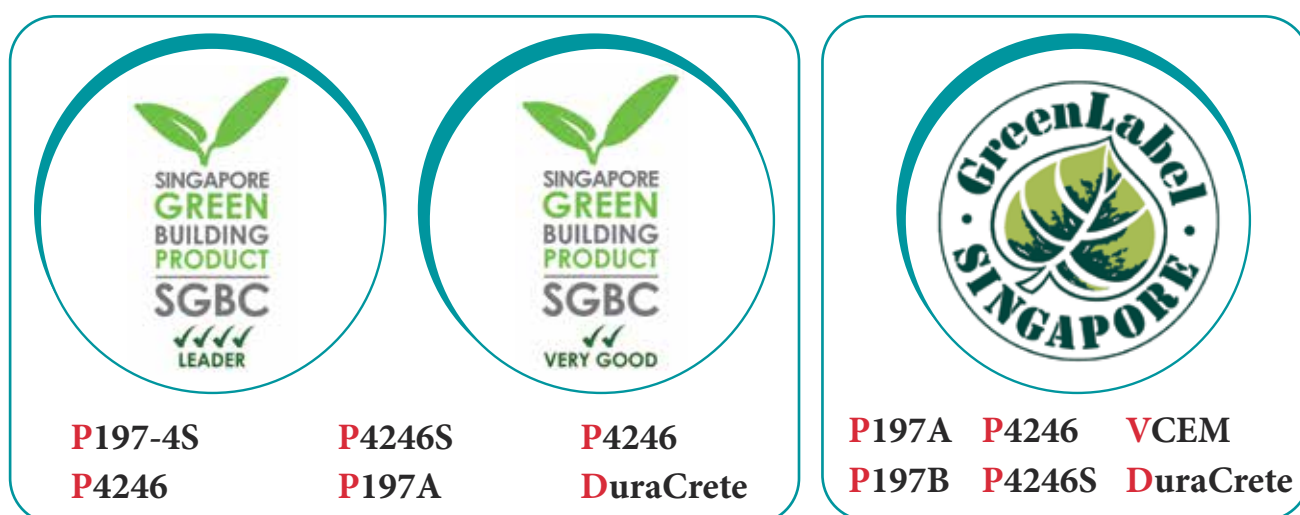 SINGAPORE
GREEN
BUILDING
PRODUCT
SGBC
LEADER
SINGAPORE
GREEN
BUILDING
PRODUCT
SGBC
VERY GOOD
P197-4S P4246S P4246
P4246 P197A DuraCrete
· GreenLabel ·
SINGAPORE
P197A P4246 VCEM
P197B P4246S DuraCrete